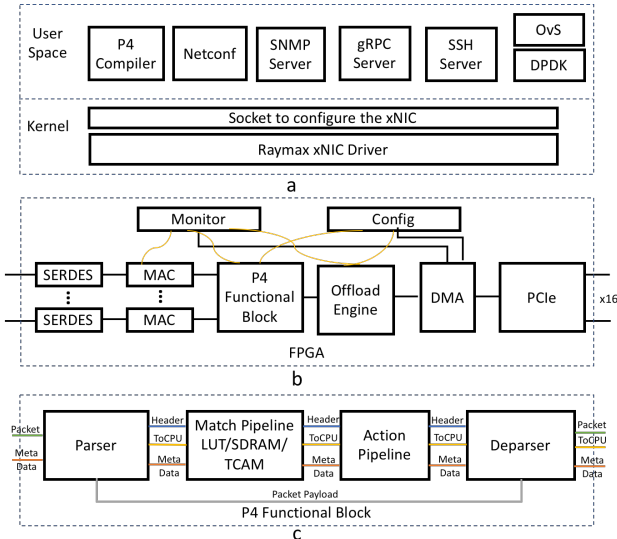 User
Space
P4
Compiler
Netconf
SNMP
Server
gRPC
Server
SSH
Server
OvS
DPDK
Kernel
Socket to configure the xNIC
Raymax xNIC Driver
a
Monitor
Config
SERDES
MAC
SERDES
MAC
P4
Functional
Block
Offload
Engine
DMA
PCIe
x16
FPGA
b
Packet
Meta
Data
Parser
Header
ToCPU
Meta
Data
Match Pipeline
LUT/SDRAM/
TCAM
Header
ToCPU
Meta
Data
Action
Pipeline
Header
ToCPU
Meta
Data
Deparser
Packet
ToCPU
Meta
Data
Packet Payload
P4 Functional Block
c